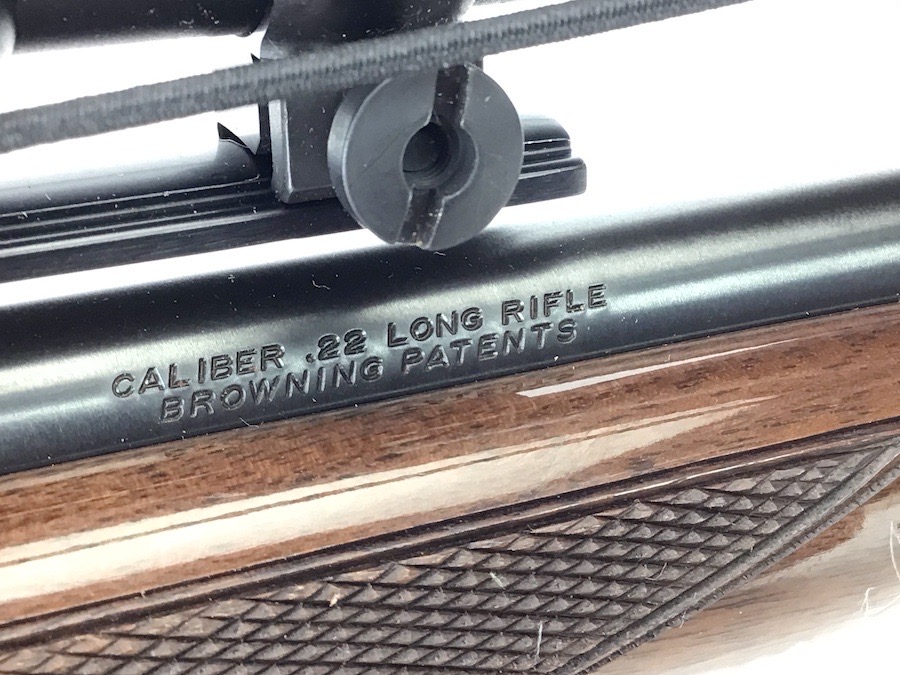 CALIBER .22 LONG RIFLE
BROWNING PATENTS